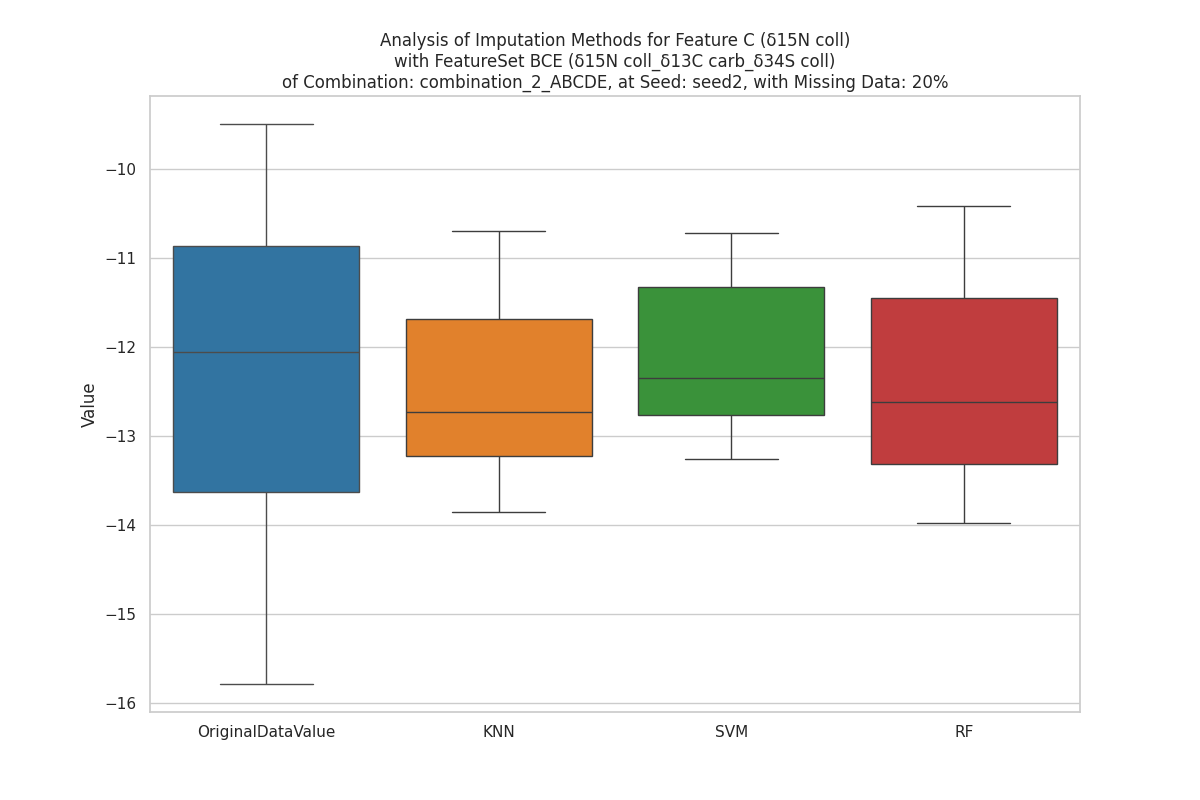 Analysis of Imputation Methods for Feature C (δ15N coll)
with FeatureSet BCE (δ15N coll_δ13C carb_δ34S coll)
of Combination: combination_2_ABCDE, at Seed: seed2, with Missing Data: 20%
Value
−10
−11
−12
−13
−14
−15
−16
OriginalDataValue
KNN
SVM
RF